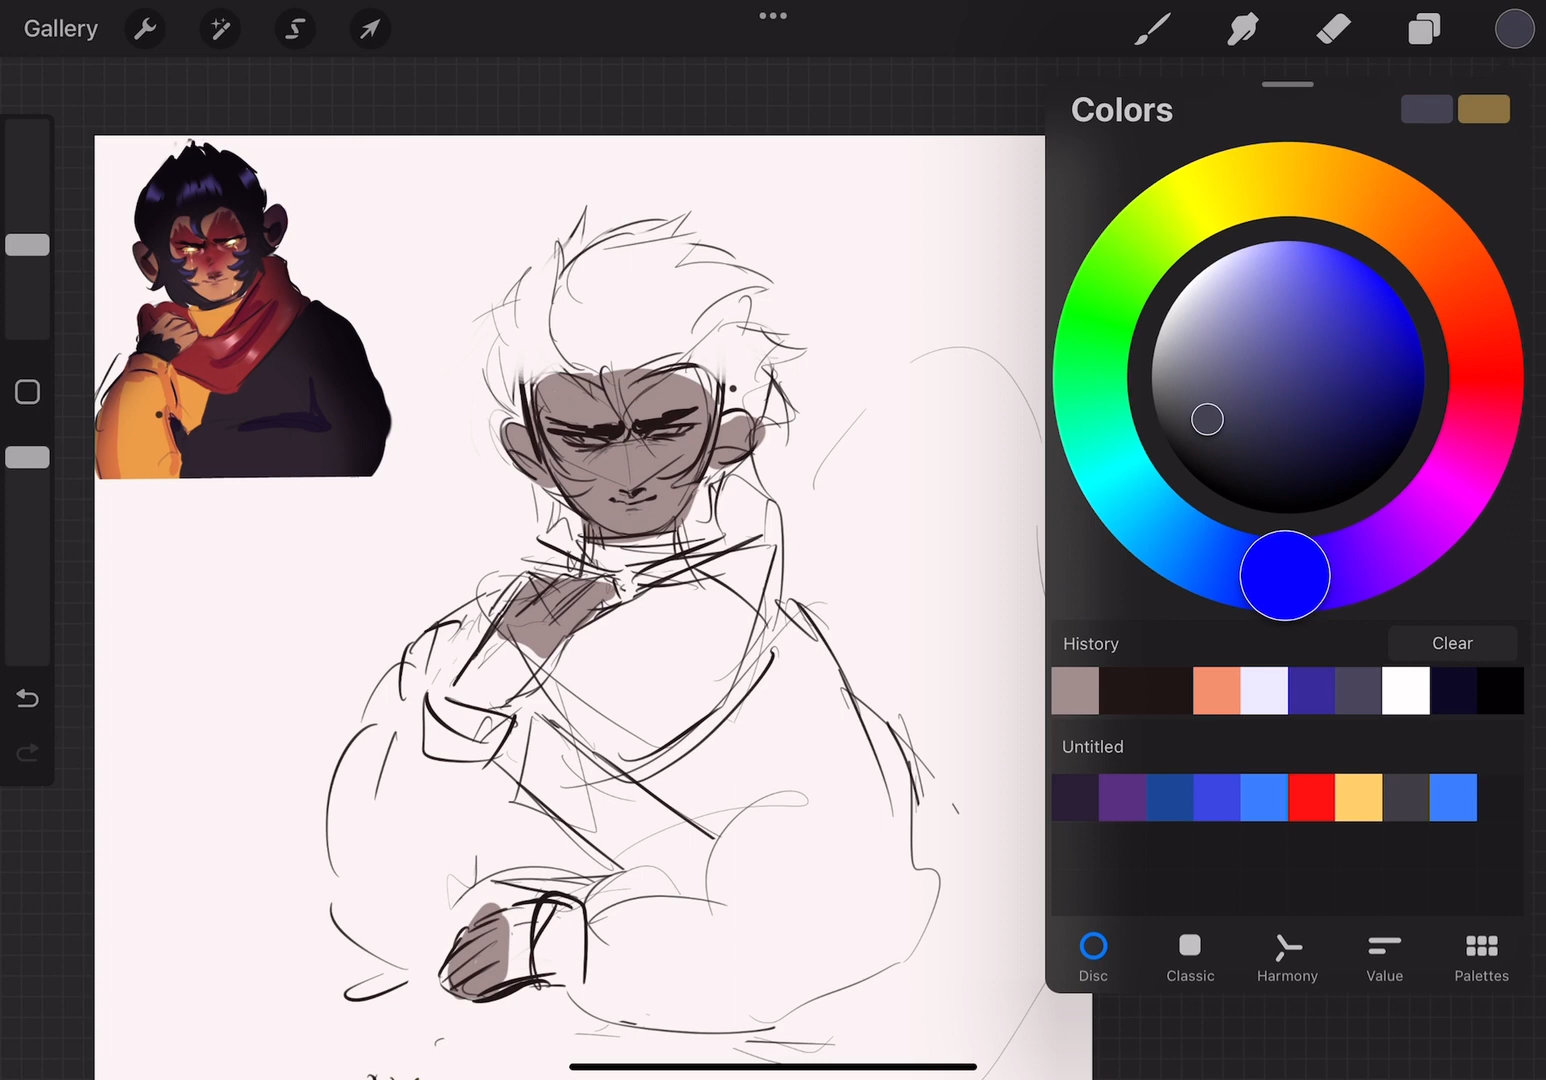 Gallery
Colors
History
Clear
Untitled
Disc
Classic
Harmony
Value
Palettes